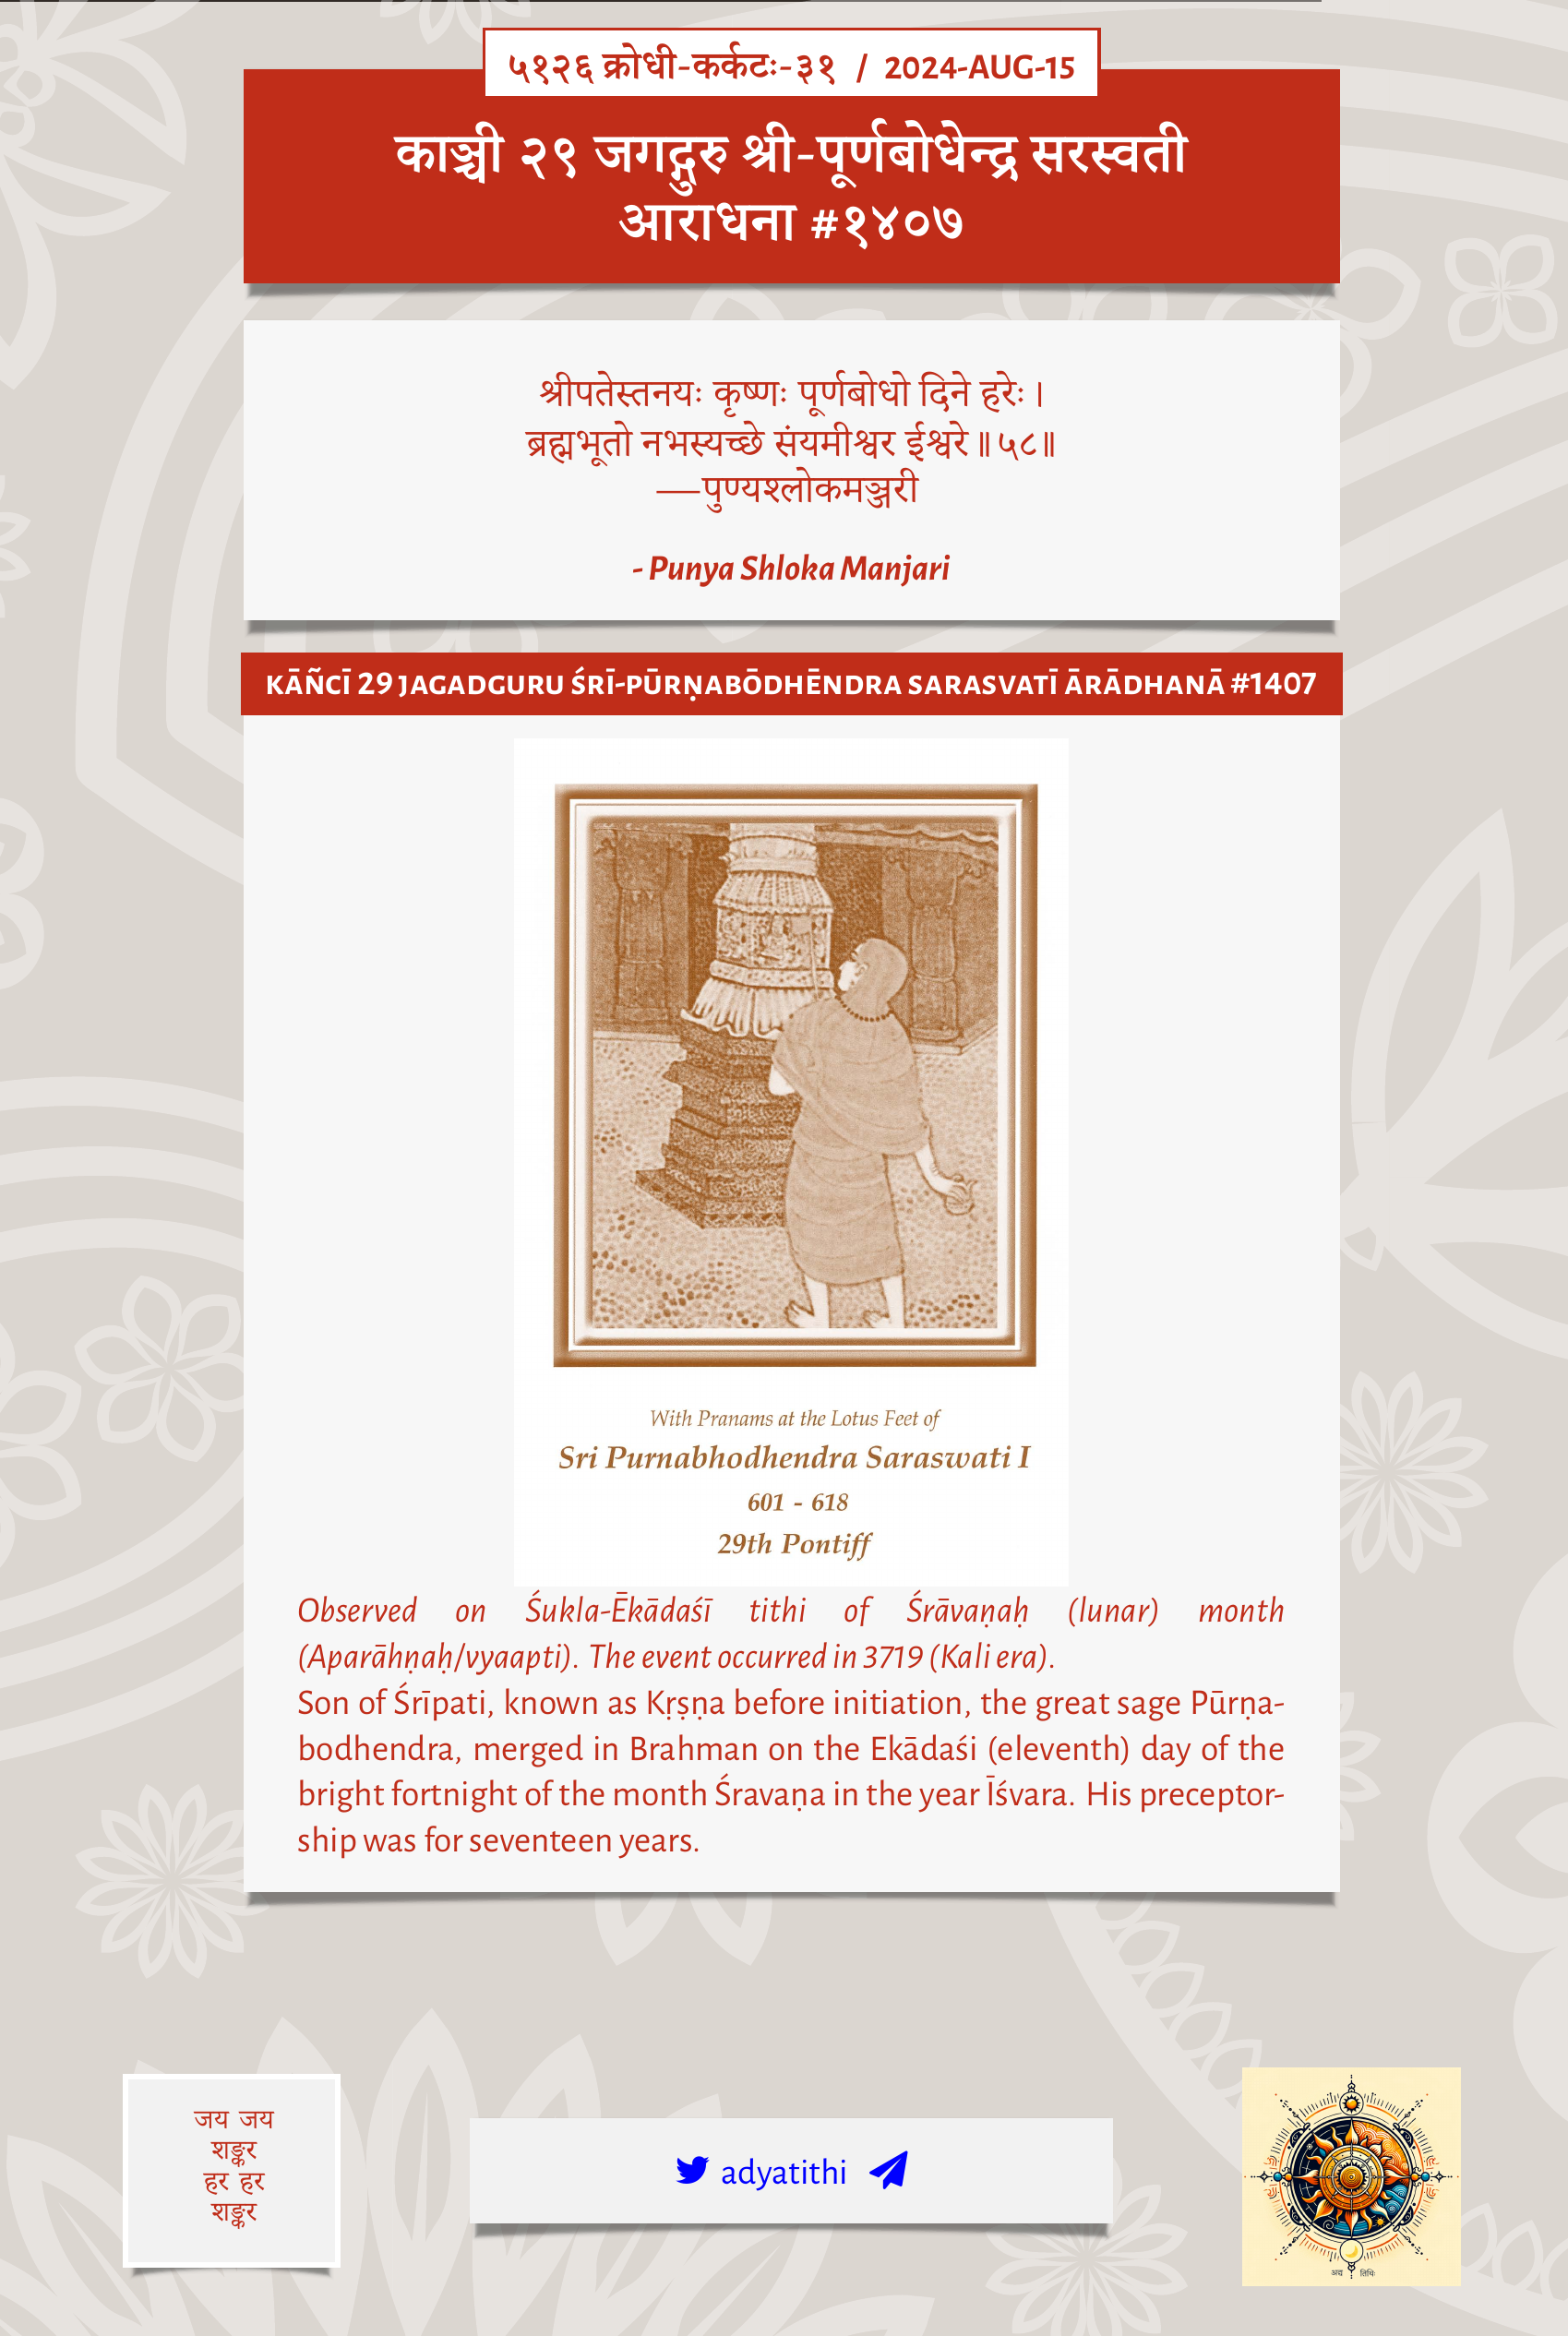 ५१२६ क्रोधी-कर्कटः-३१ / 2024-AUG-15
काञ्ची २९ जगद्गुरु श्री-पूर्णबोधेन्द्र सरस्वती
आराधना #१४०७
श्रीपतेस्तनयः कृष्णः पूर्णबोधो दिने हरेः ।
ब्रह्मभूतो नभस्यच्छे संयमीश्वर ईश्वरे ॥ ५८॥
—पुण्यश्लोकमञ्जरी
- Punya Shloka Manjari
KĀÑCĪ 29 JAGADGURU ŚRĪ-PŪRṆABŌDHĒNDRA SARASVATĪ ĀRĀDHANĀ #1407
With Pranams at the Lotus Feet of
Sri Purnabhodhendra Saraswati I
601 - 618
29th Pontiff
Observed on Śukla-Ēkādaśī tithi of Śrāvaṇaḥ (lunar) month
(Aparāhṇaḥ/vyaapti). The event occurred in 3719 (Kali era).
Son of Śrīpati, known as Kṛṣṇa before initiation, the great sage Pūrṇa-
bodhendra, merged in Brahman on the Ekādaśi (eleventh) day of the
bright fortnight of the month Śravaṇa in the year Īśvara. His preceptor-
ship was for seventeen years.
जय जय
शङ्कर
हर हर
शङ्कर
adyatithi
अद्य तिथिः